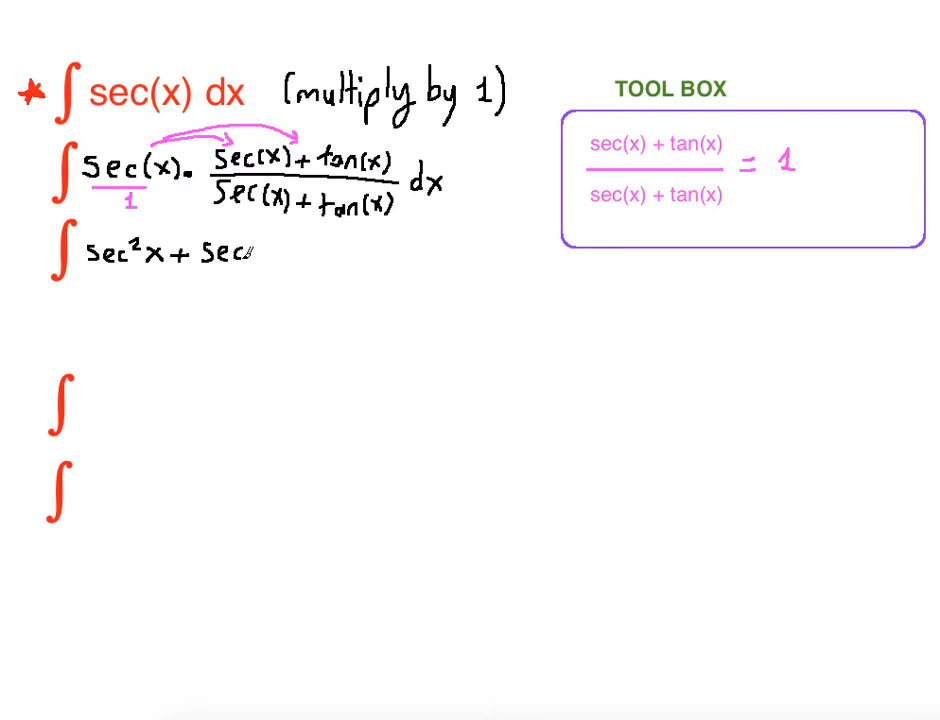 * ∫ sec(x) dx (multiply by 1)
∫ sec(x) · sec(x) + tan(x) / sec(x) + tan(x) dx
1
∫ sec²x + sec
∫
∫
TOOL BOX
sec(x) + tan(x)
= 1
sec(x) + tan(x)